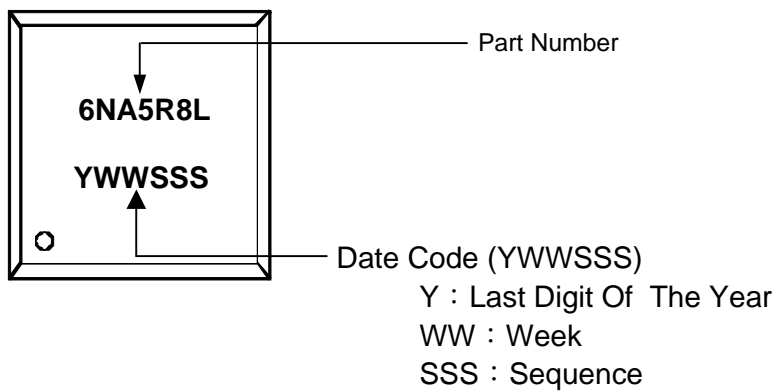 Part Number
6NA5R8L
YWWSSS
Date Code (YWWSSS)
Y：Last Digit Of The Year
WW：Week
SSS：Sequence